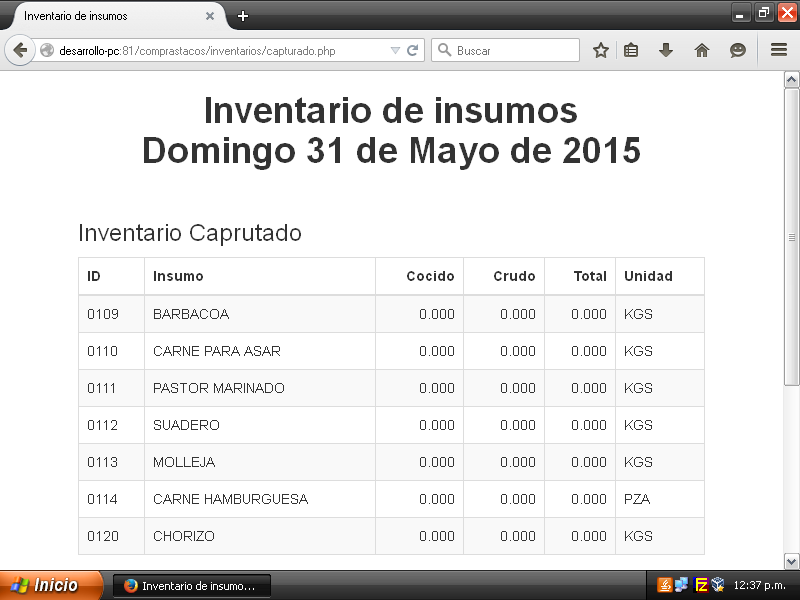 Inventario de insumos
desarrollo-pc:81/comprastacos/inventarios/capturado.php
Buscar
Inventario de insumos
Domingo 31 de Mayo de 2015
Inventario Caprutado
ID Insumo Cocido Crudo Total Unidad
0109 BARBACOA 0.000 0.000 0.000 KGS
0110 CARNE PARA ASAR 0.000 0.000 0.000 KGS
0111 PASTOR MARINADO 0.000 0.000 0.000 KGS
0112 SUADERO 0.000 0.000 0.000 KGS
0113 MOLLEJA 0.000 0.000 0.000 KGS
0114 CARNE HAMBURGUESA 0.000 0.000 0.000 PZA
0120 CHORIZO 0.000 0.000 0.000 KGS
Inicio Inventario de insumo... 12:37 p.m.